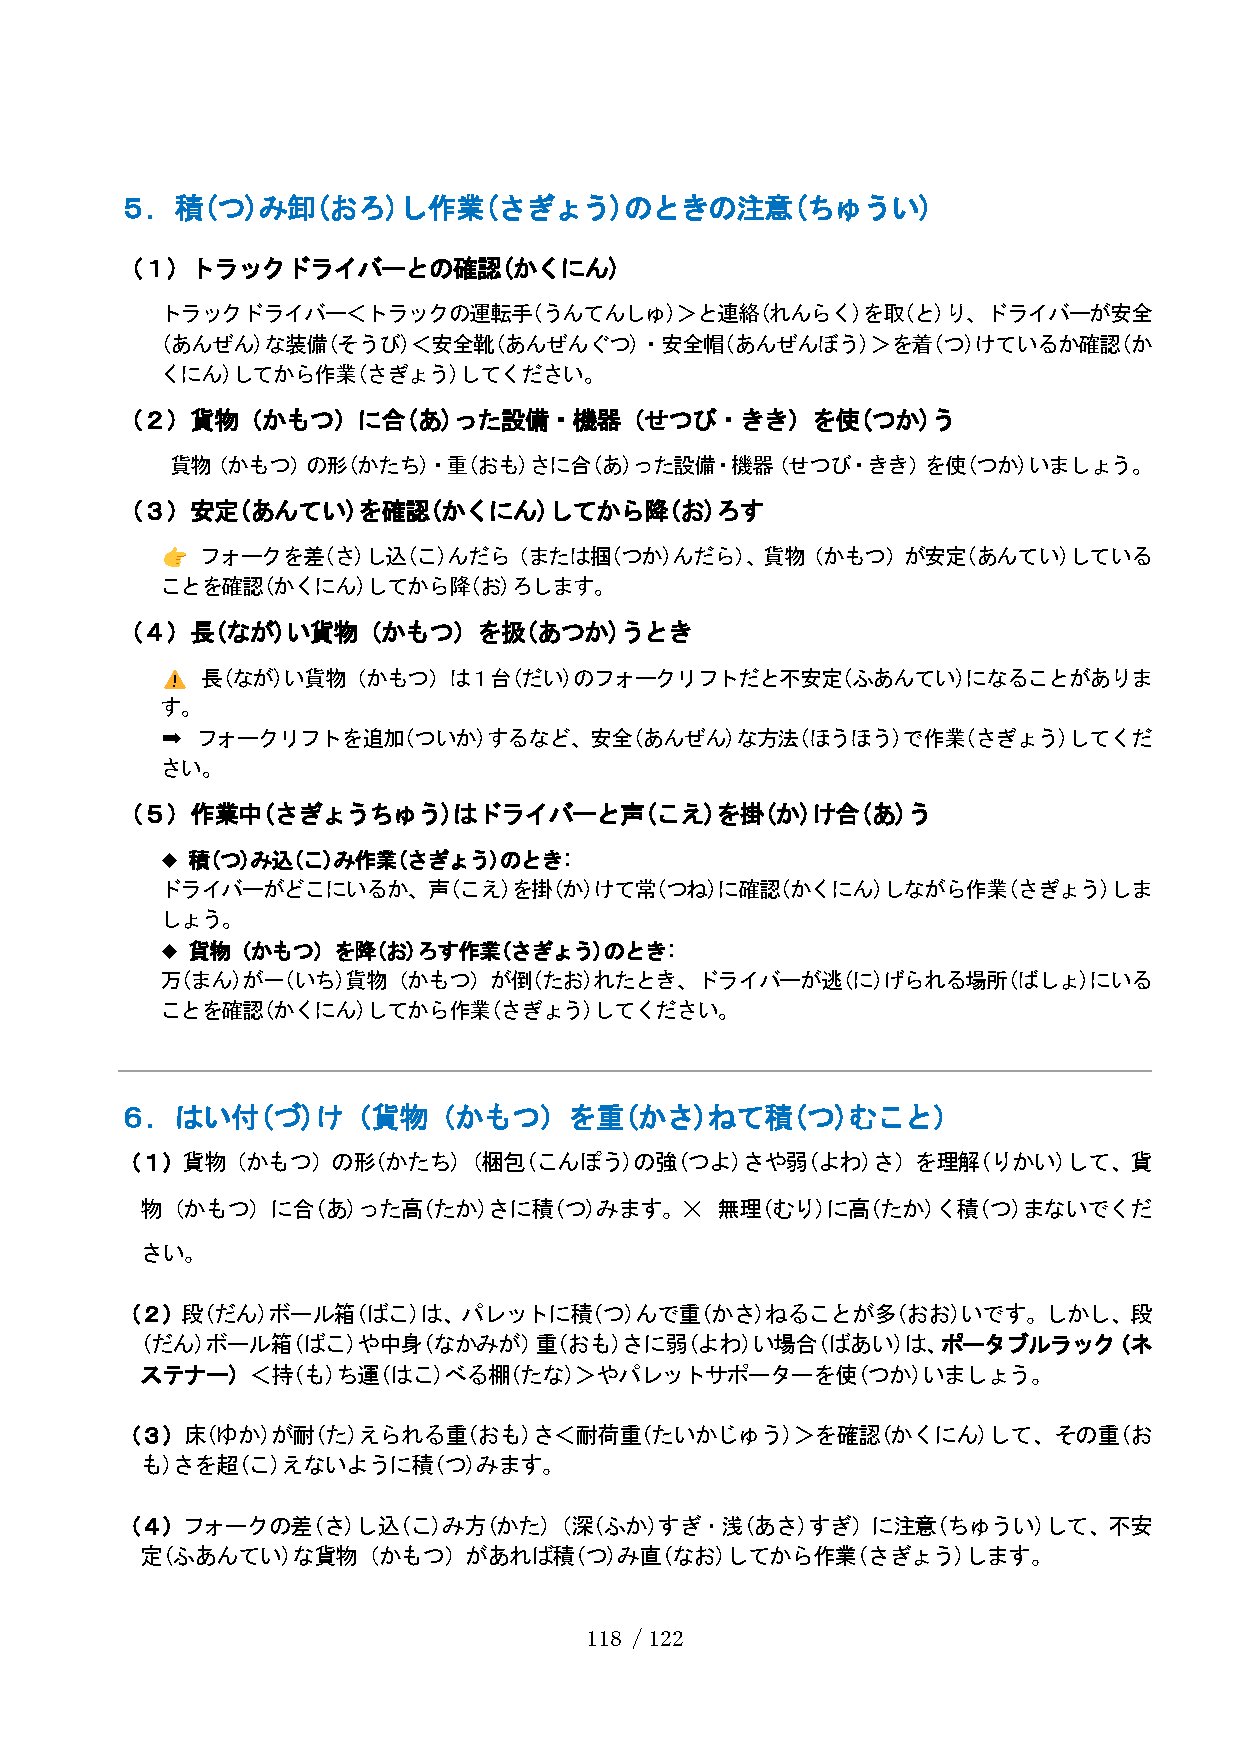 ５．積(つ)み卸(おろ)し作業(さぎょう)のときの注意(ちゅうい)
（１）トラックドライバーとの確認(かくにん)
トラックドライバー＜トラックの運転手(うんてんしゅ)＞と連絡(れんらく)を取(と)り、ドライバーが安全
(あんぜん)な装備(そうび)＜安全靴(あんぜんぐつ)・安全帽(あんぜんぼう)＞を着(つ)けているか確認(か
くにん)してから作業(さぎょう)してください。
（２）貨物（かもつ）に合(あ)った設備・機器（せつび・きき）を使(つか)う
貨物（かもつ）の形(かたち)・重(おも)さに合(あ)った設備・機器（せつび・きき）を使(つか)いましょう。
（３）安定(あんてい)を確認(かくにん)してから降(お)ろす
👉 フォークを差(さ)し込(こ)んだら（または掴(つか)んだら）、貨物（かもつ）が安定(あんてい)している
ことを確認(かくにん)してから降(お)ろします。
（４）長(なが)い貨物（かもつ）を扱(あつか)うとき
⚠ 長(なが)い貨物（かもつ）は１台(だい)のフォークリフトだと不安定(ふあんてい)になることがありま
す。
➡ フォークリフトを追加(ついか)するなど、安全(あんぜん)な方法(ほうほう)で作業(さぎょう)してくだ
さい。
（５）作業中(さぎょうちゅう)はドライバーと声(こえ)を掛(か)け合(あ)う
◆ 積(つ)み込(こ)み作業(さぎょう)のとき：
ドライバーがどこにいるか、声(こえ)を掛(か)けて常(つね)に確認(かくにん)しながら作業(さぎょう)しま
しょう。
◆ 貨物（かもつ）を降(お)ろす作業(さぎょう)のとき：
万(まん)が一(いち)貨物（かもつ）が倒(たお)れたとき、ドライバーが逃(に)げられる場所(ばしょ)にいる
ことを確認(かくにん)してから作業(さぎょう)してください。
６．はい付(づ)け（貨物（かもつ）を重(かさ)ねて積(つ)むこと）
（１）貨物（かもつ）の形(かたち)（梱包(こんぽう)の強(つよ)さや弱(よわ)さ）を理解(りかい)して、貨
物（かもつ）に合(あ)った高(たか)さに積(つ)みます。× 無理(むり)に高(たか)く積(つ)まないでくだ
さい。
（２）段(だん)ボール箱(ばこ)は、パレットに積(つ)んで重(かさ)ねることが多(おお)いです。しかし、段
(だん)ボール箱(ばこ)や中身(なかみが)重(おも)さに弱(よわ)い場合(ばあい)は、ポータブルラック（ネ
ステナー）＜持(も)ち運(はこ)べる棚(たな)＞やパレットサポーターを使(つか)いましょう。
（３）床(ゆか)が耐(た)えられる重(おも)さ＜耐荷重(たいかじゅう)＞を確認(かくにん)して、その重(お
も)さを超(こ)えないように積(つ)みます。
（４）フォークの差(さ)し込(こ)み方(かた)（深(ふか)すぎ・浅(あさ)すぎ）に注意(ちゅうい)して、不安
定(ふあんてい)な貨物（かもつ）があれば積(つ)み直(なお)してから作業(さぎょう)します。
118 / 122